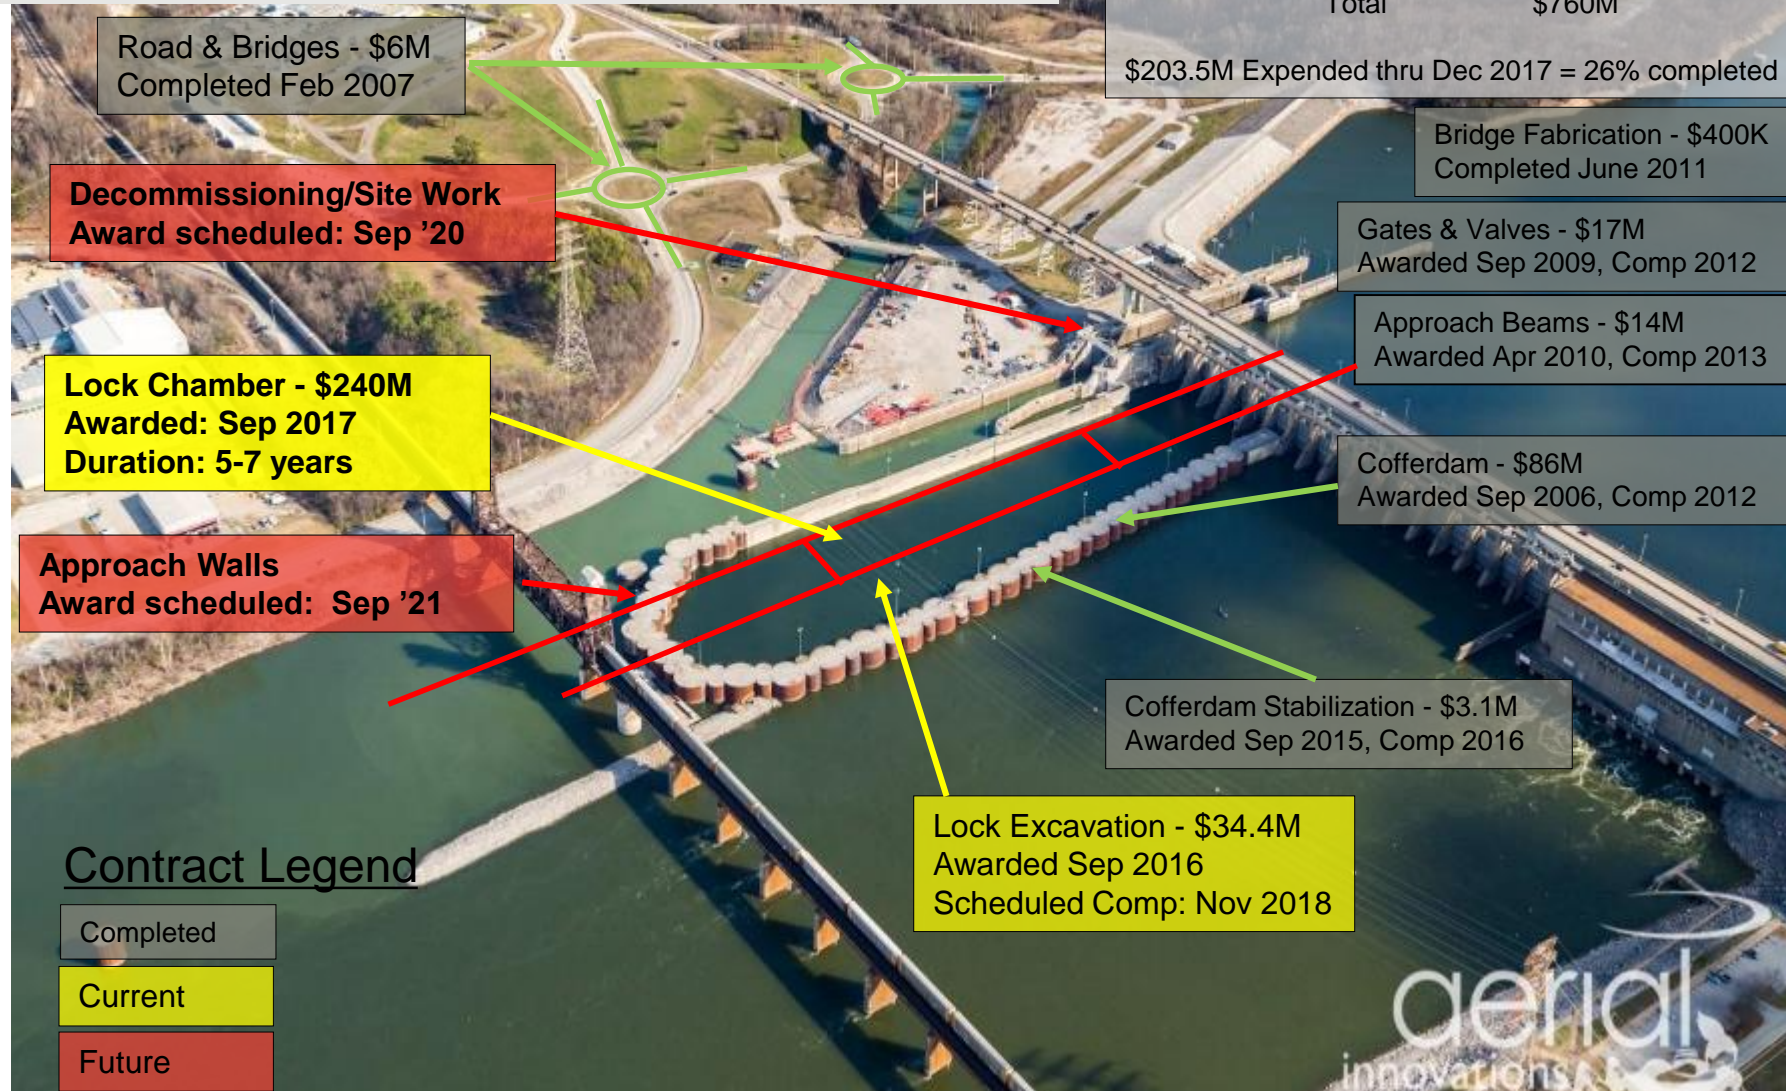 Total $760M
$203.5M Expended thru Dec 2017 = 26% completed
Road & Bridges - $6M
Completed Feb 2007
Bridge Fabrication - $400K
Completed June 2011
Decommissioning/Site Work
Award scheduled: Sep ’20
Gates & Valves - $17M
Awarded Sep 2009, Comp 2012
Approach Beams - $14M
Awarded Apr 2010, Comp 2013
Lock Chamber - $240M
Awarded: Sep 2017
Duration: 5-7 years
Cofferdam - $86M
Awarded Sep 2006, Comp 2012
Approach Walls
Award scheduled: Sep ’21
Cofferdam Stabilization - $3.1M
Awarded Sep 2015, Comp 2016
Lock Excavation - $34.4M
Awarded Sep 2016
Scheduled Comp: Nov 2018
Contract Legend
Completed
Current
Future
aerial
innovations